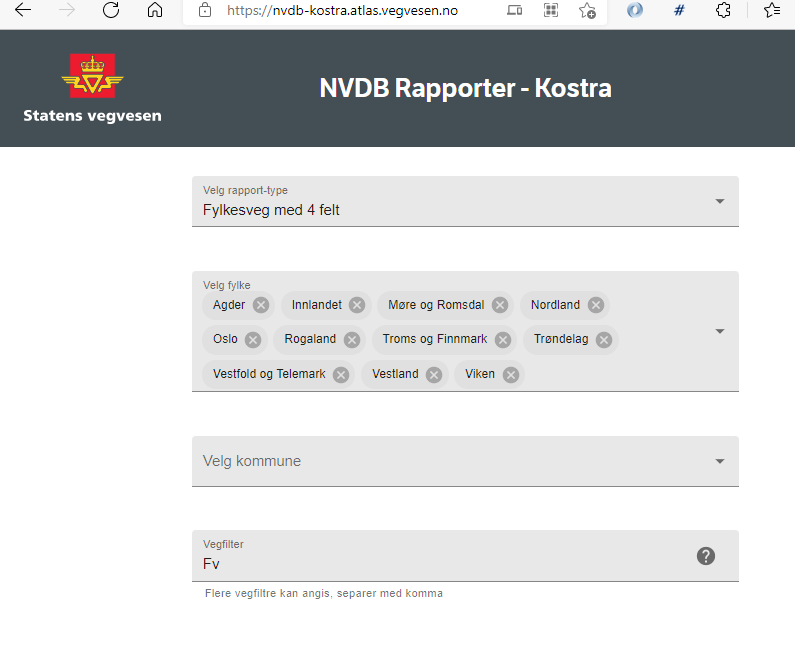 https://nvdb-kostra.atlas.vegvesen.no
#
Statens vegvesen
NVDB Rapporter - Kostra
Velg rapport-type
Fylkesveg med 4 felt
Velg fylke
Agder Innlandet Møre og Romsdal Nordland
Oslo Rogaland Troms og Finnmark Trøndelag
Vestfold og Telemark Vestland Viken
Velg kommune
Vegfilter
Fv
?
Flere vegfiltre kan angis, separer med komma